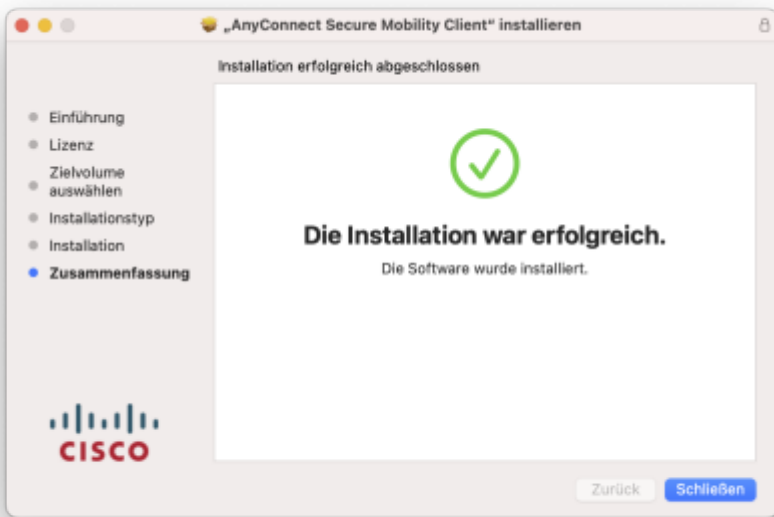 „AnyConnect Secure Mobility Client“ installieren
Installation erfolgreich abgeschlossen
Einführung
Lizenz
Zielvolume
auswählen
Installationstyp
Installation
Zusammenfassung
Die Installation war erfolgreich.
Die Software wurde installiert.
CISCO
Zurück
Schließen